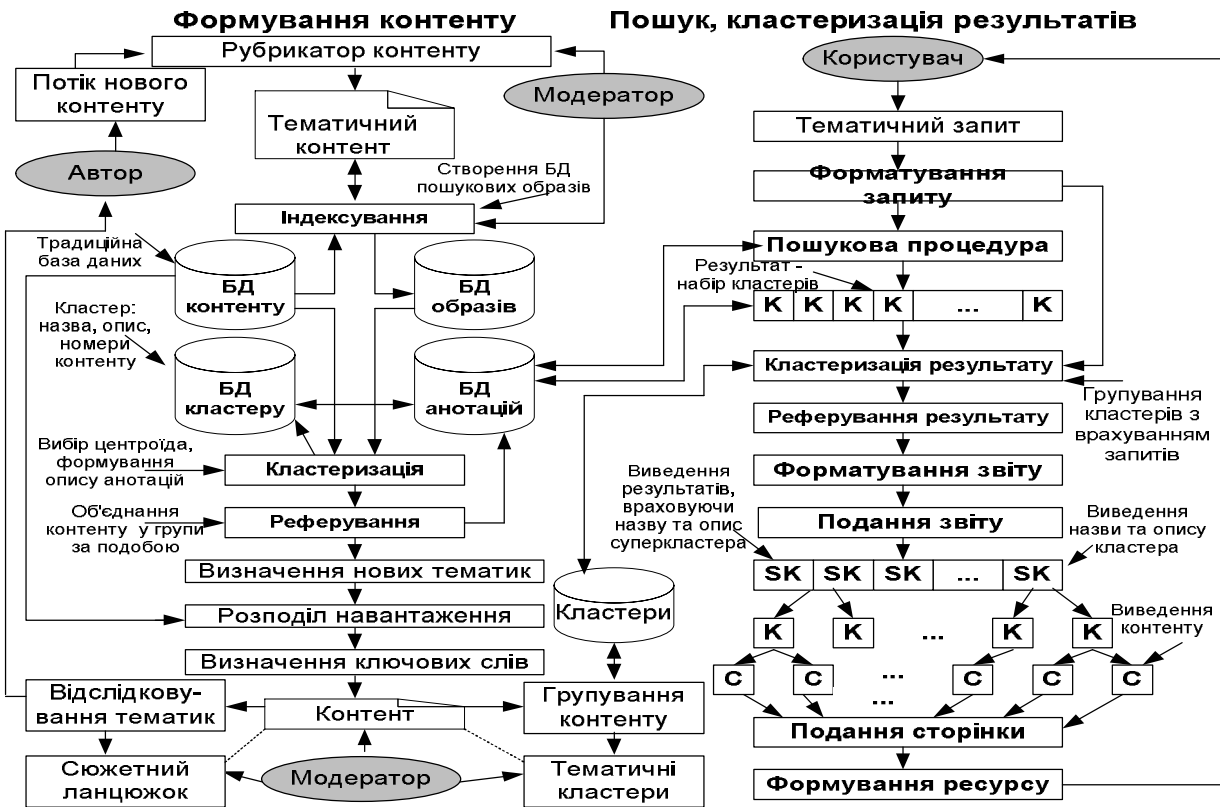 Формування контенту
Рубрикатор контенту
Потік нового
контенту
Модератор
Тематичний
контент
Автор
Створення БД
пошукових образів
Індексування
Традиційна
база даних
БД
контенту
БД
образів
Кластер:
назва, опис,
номери
контенту
БД
кластеру
БД
анотацій
Вибір центроїда,
формування
опису анотацій
Кластеризація
Об'єднання
контенту у групи
за подобою
Реферування
Визначення нових тематик
Розподіл навантаження
Визначення ключових слів
Кластери
Відслідкову-
вання тематик
Контент
Групування
контенту
Сюжетний
ланцюжок
Модератор
Тематичні
кластери
Пошук, кластеризація результатів
Користувач
Тематичний запит
Форматування
запиту
Пошукова процедура
Результат -
набір кластерів
К К К К ... К
Кластеризація результату
Групування
кластерів з
врахуванням
запитів
Реферування результату
Форматування звіту
Виведення
результатів,
враховуючи
назву та опис
суперкластера
Подання звіту
Виведення
назви та опису
кластера
SK SK SK ... SK
Виведення
контенту
К К ... К К
С С ... С С С
...
Подання сторінки
Формування ресурсу